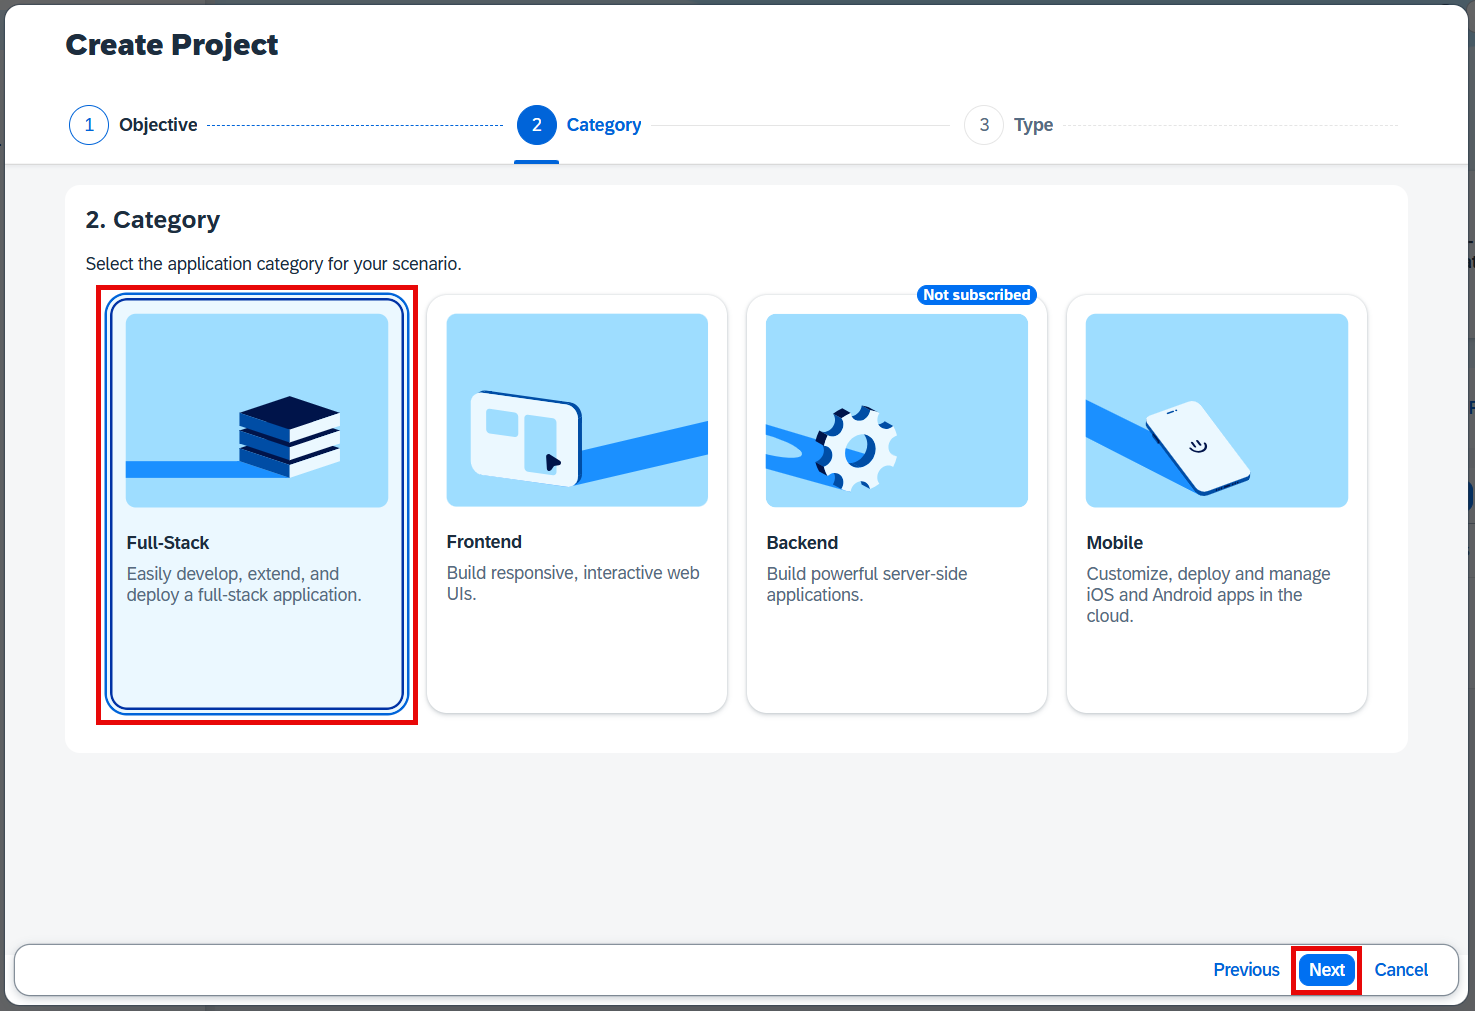 Create Project
1 Objective
2 Category
3 Type
2. Category
Select the application category for your scenario.
Full-Stack
Easily develop, extend, and
deploy a full-stack application.
Frontend
Build responsive, interactive web
UIs.
Not subscribed
Backend
Build powerful server-side
applications.
Mobile
Customize, deploy and manage
iOS and Android apps in the
cloud.
Previous
Next
Cancel